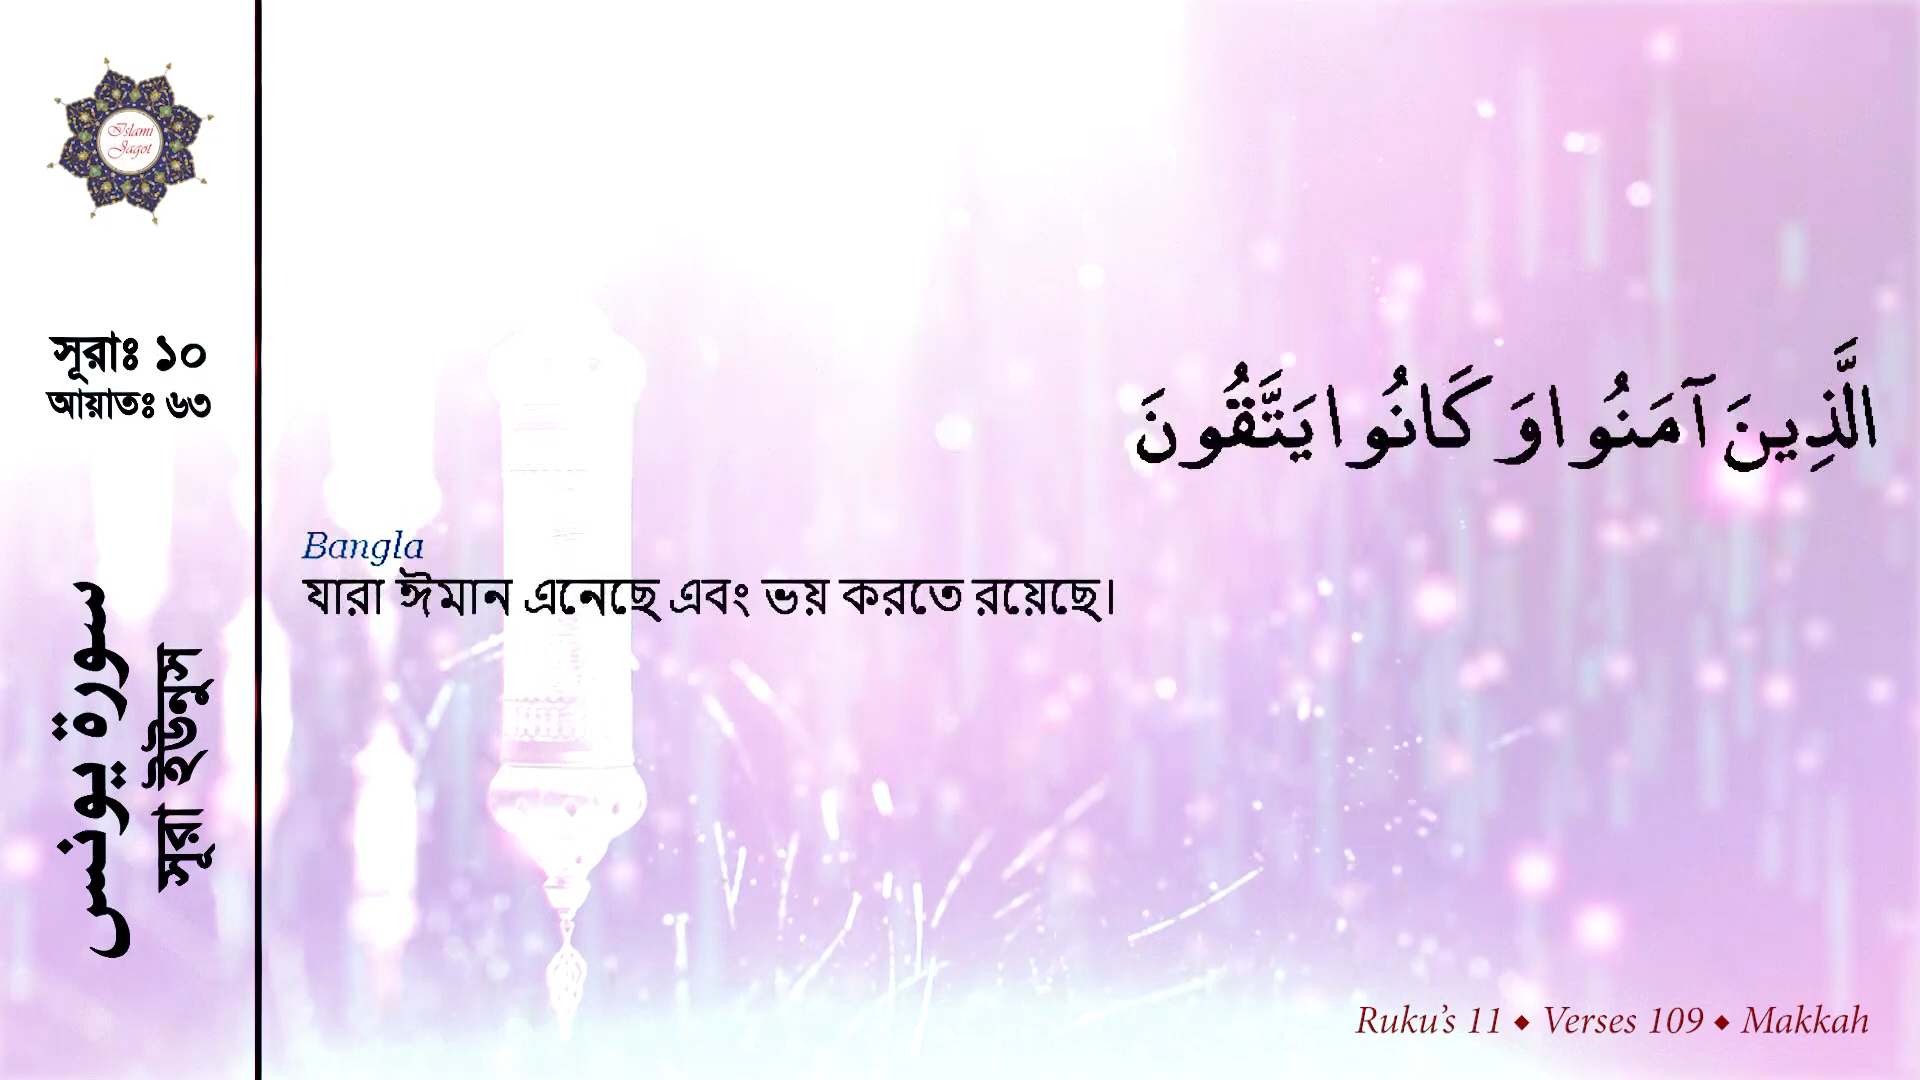 Islami
Jagot
সূরাঃ ১০
আয়াতঃ ৬৩
سورة يونس
সূরা ইউনুস
الَّذِينَ آمَنُوا وَكَانُوا يَتَّقُونَ
Bangla
যারা ঈমান এনেছে এবং ভয় করতে রয়েছে।
Ruku's 11 ◆ Verses 109 ◆ Makkah